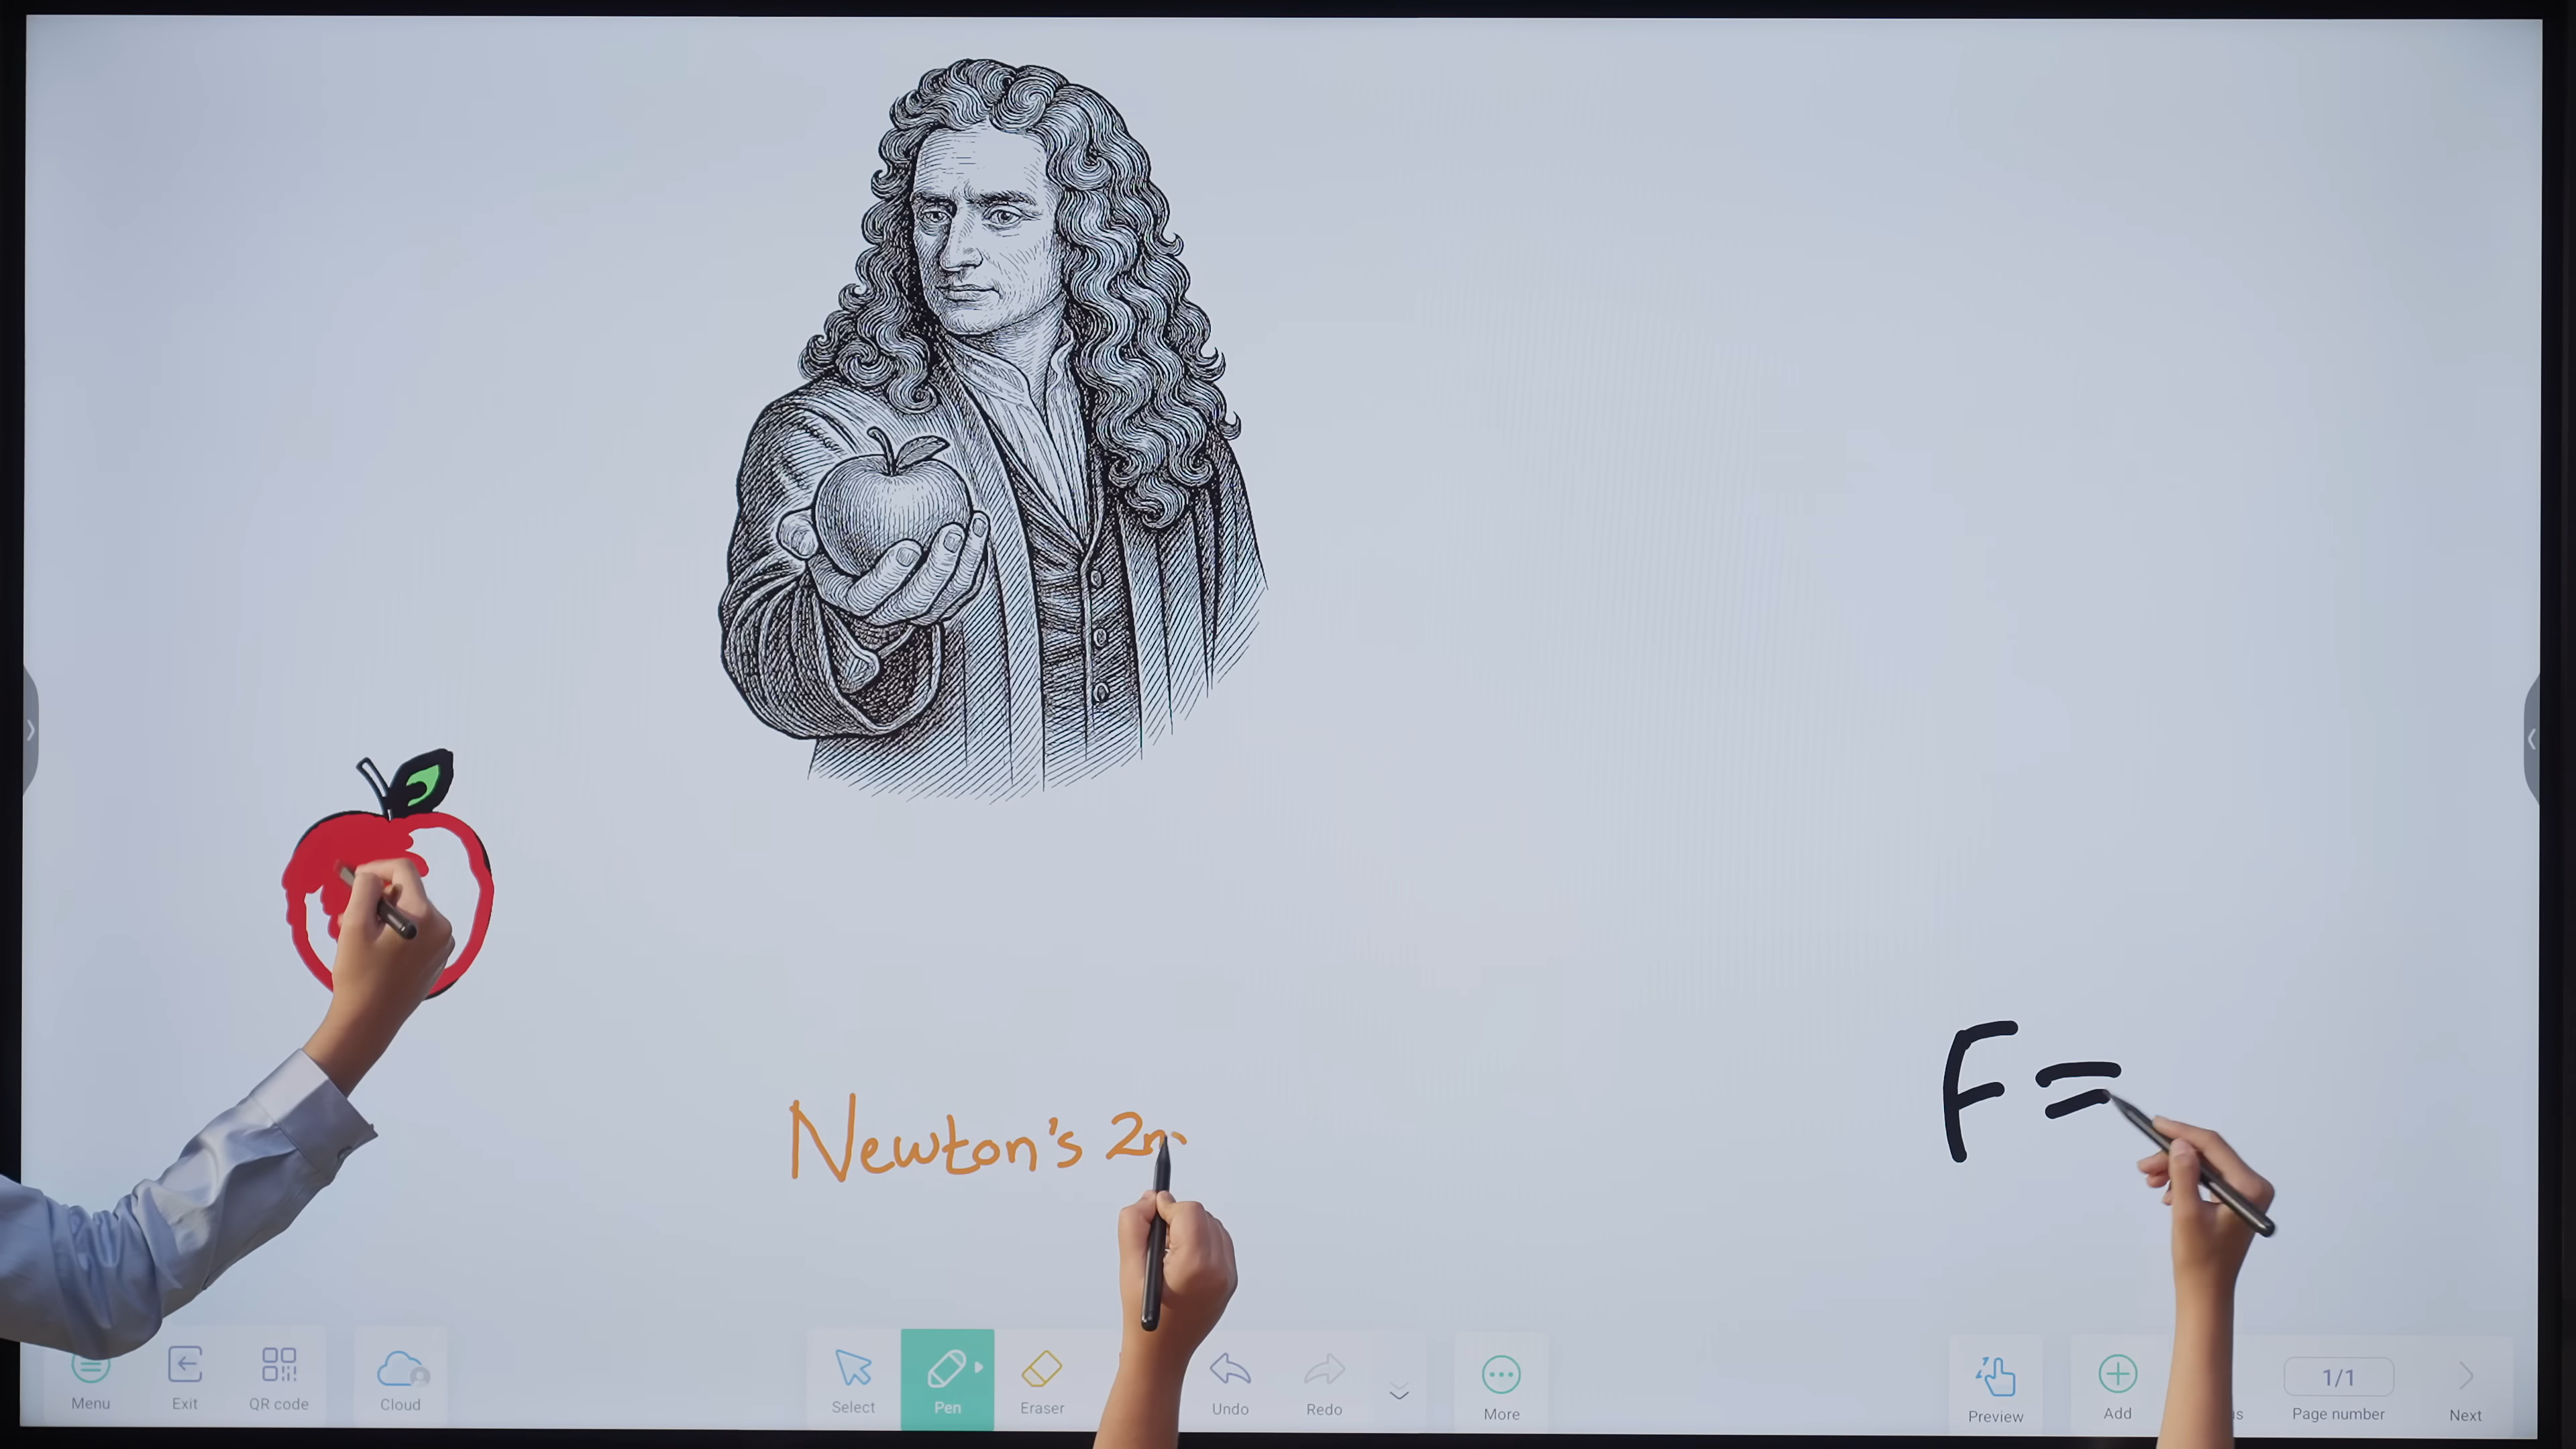 Newton's 2n
F =
Menu
Exit
QR code
Cloud
Select
Pen
Eraser
Undo
Redo
More
Preview
Add
1/1
Page number
Next